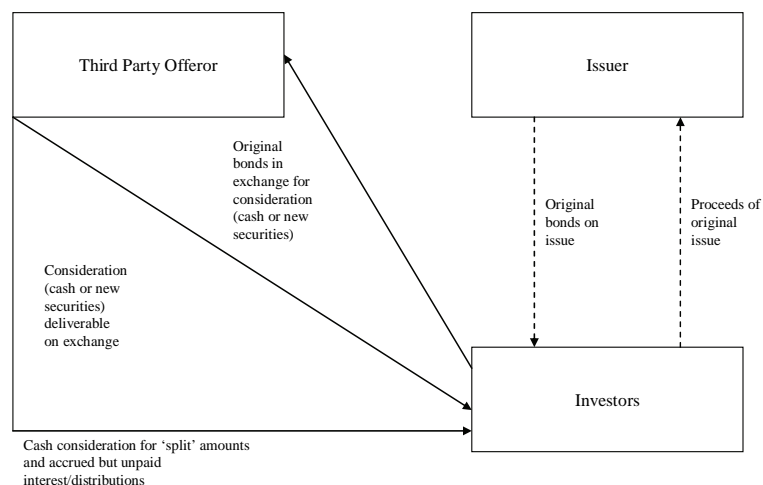 Third Party Offeror
Issuer
Original
bonds in
exchange for
consideration
(cash or new
securities)
Original
bonds on
issue
Proceeds of
original
issue
Consideration
(cash or new
securities)
deliverable
on exchange
Investors
Cash consideration for ‘split’ amounts
and accrued but unpaid
interest/distributions